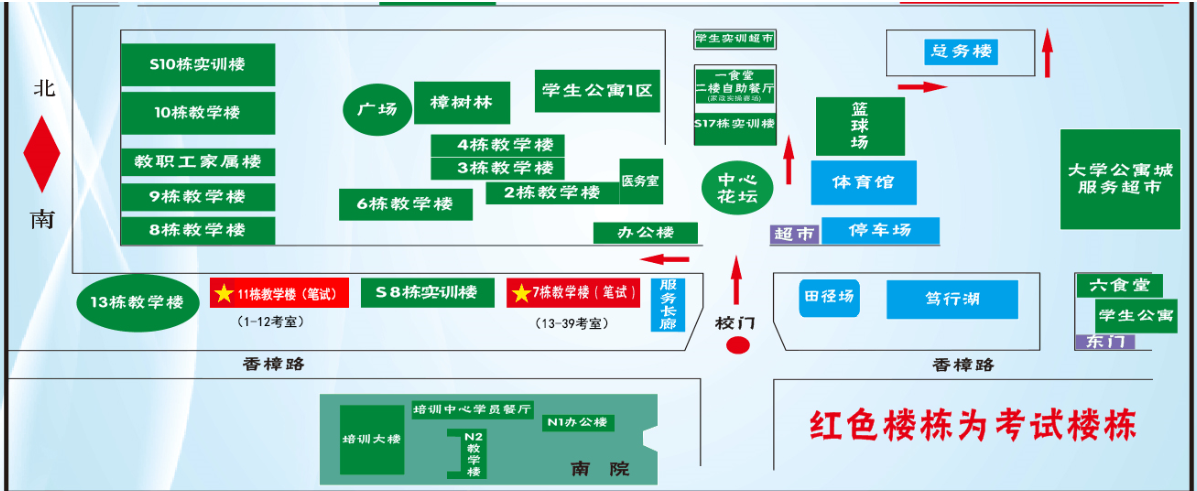 学生实训超市
总务楼
S10栋实训楼
北
广场
樟树林
学生公寓1区
一食堂
二楼自助餐厅
(家政实操赛场)
10栋教学楼
S17栋实训楼
篮球场
4栋教学楼
3栋教学楼
教职工家属楼
大学公寓城
服务超市
医务室
中心
花坛
体育馆
9栋教学楼
2栋教学楼
6栋教学楼
南
8栋教学楼
办公楼
超市
停车场
13栋教学楼
11栋教学楼（笔试）
(1-12考室)
S8栋实训楼
7栋教学楼（笔试）
(13-39考室)
服务长廊
校门
田径场
笃行湖
六食堂
学生公寓
东门
香樟路
香樟路
培训大楼
培训中心学员餐厅
N1办公楼
N2教学楼
南 院
红色楼栋为考试楼栋